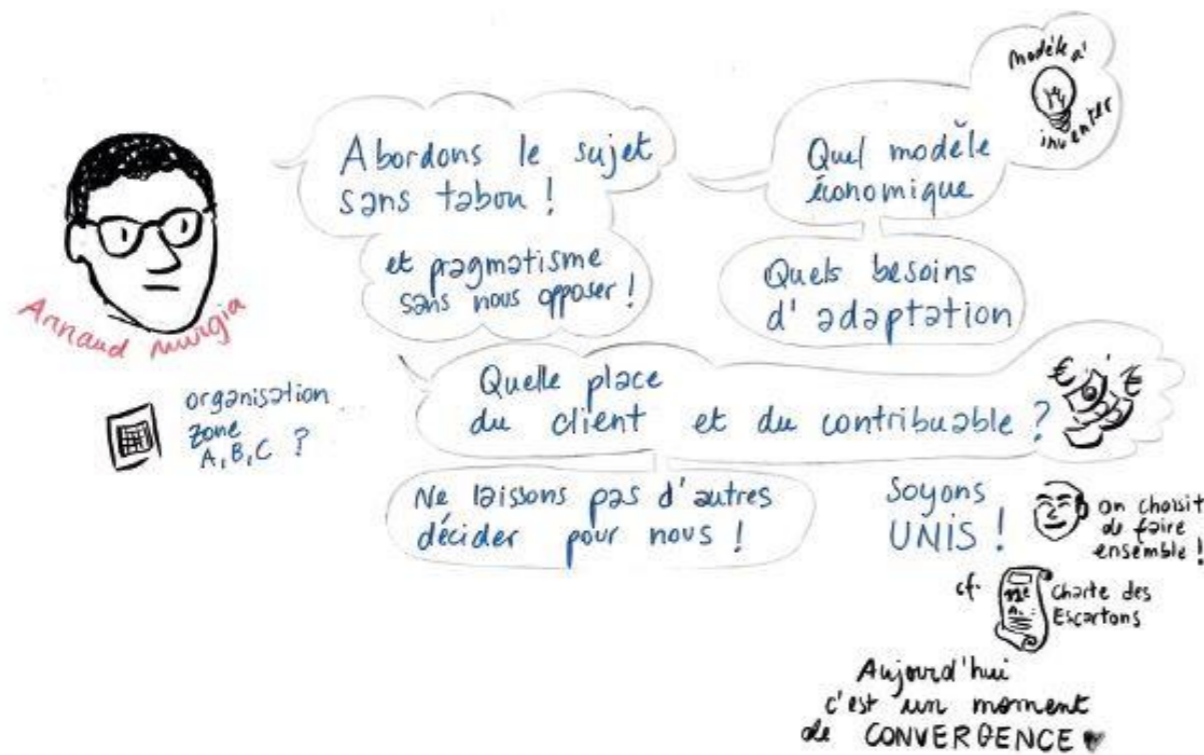 Arnaud Murgia
organisation
zone
A, B, C ?
Abordons le sujet
sans tabou !
et pragmatisme
sans nous opposer !
Quel modèle
économique
modèle à
inventer
Quels besoins
d'adaptation
Quelle place
du client et du contribuable ?
€ €
Ne laissons pas d'autres
décider pour nous !
Soyons
UNIS !
on choisit
de faire
ensemble !
cf.
Charte des
Escartons
Aujourd'hui
c'est un moment
de CONVERGENCE